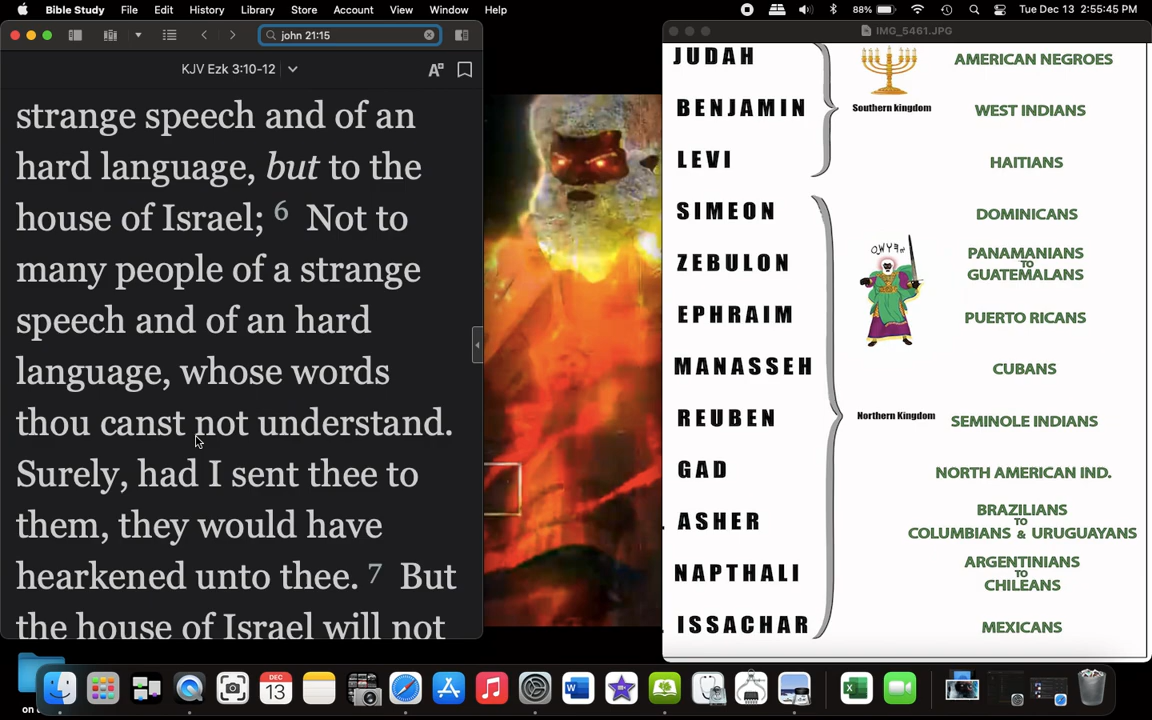 Bible Study File Edit History Library Store Account View Window Help 88% Tue Dec 13 2:55:45 PM
john 21:15
KJV Ezk 3:10-12
strange speech and of an
hard language, but to the
house of Israel; 6 Not to
many people of a strange
speech and of an hard
language, whose words
thou canst not understand.
Surely, had I sent thee to
them, they would have
hearkened unto thee. 7 But
the house of Israel will not
IMG_5461.JPG
JUDAH
BENJAMIN
LEVI
SIMEON
ZEBULON
EPHRAIM
MANASSEH
REUBEN
GAD
ASHER
NAPTHALI
ISSACHAR
Southern kingdom
Northern Kingdom
AMERICAN NEGROES
WEST INDIANS
HAITIANS
DOMINICANS
PANAMANIANS
TO
GUATEMALANS
PUERTO RICANS
CUBANS
SEMINOLE INDIANS
NORTH AMERICAN IND.
BRAZILIANS
TO
COLUMBIANS & URUGUAYANS
ARGENTINIANS
TO
CHILEANS
MEXICANS
DEC
13